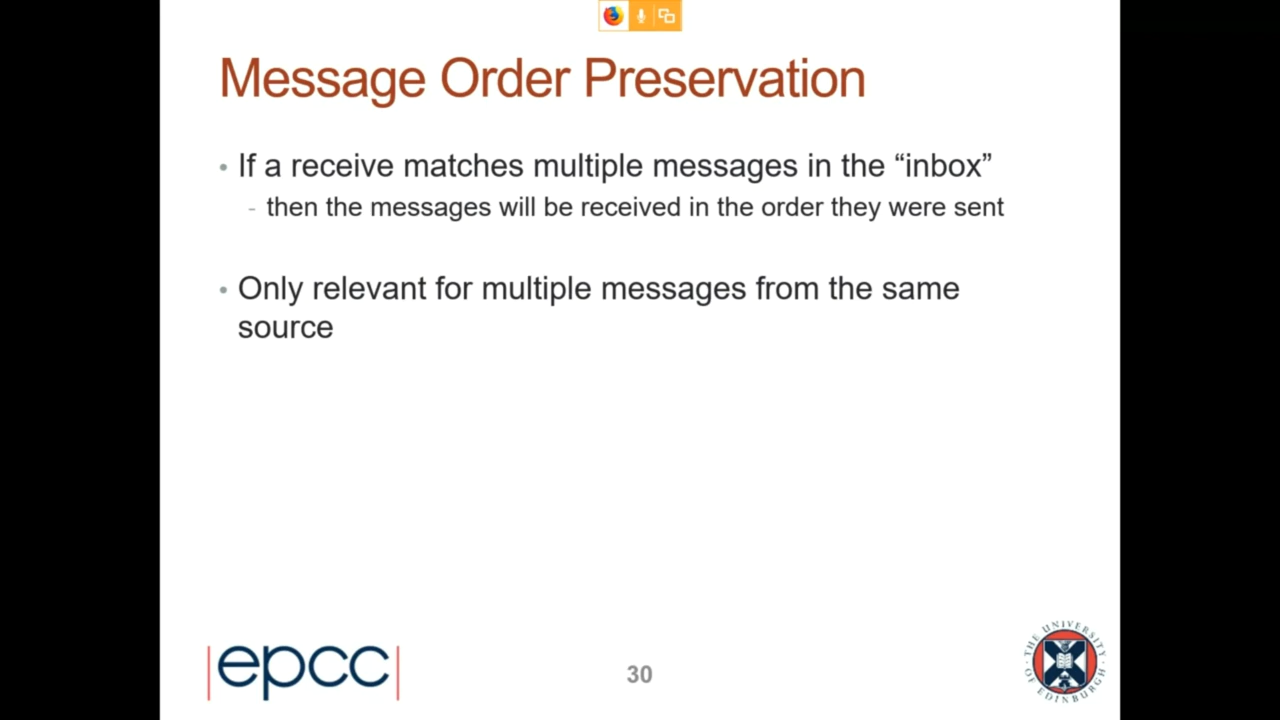 Message Order Preservation
• If a receive matches multiple messages in the “inbox”
- then the messages will be received in the order they were sent
• Only relevant for multiple messages from the same
source
|epcc|
30
THE UNIVERSITY OF EDINBURGH